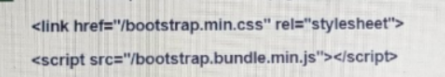 <link href="/bootstrap.min.css" rel="stylesheet">
<script src="/bootstrap.bundle.min.js"></script>